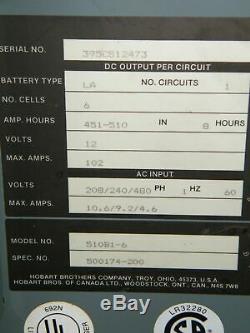 SERIAL NO. 395CS12473
DC OUTPUT PER CIRCUIT
BATTERY TYPE LA NO. CIRCUITS 1
NO. CELLS 6
AMP. HOURS 451-510 IN 8 HOURS
VOLTS 12
MAX. AMPS. 102
AC INPUT
VOLTS 208/240/480 PH 1 HZ 60
MAX. AMPS. 10.6/9.2/4.6
MODEL NO. 510B1-6
SPEC NO. 500174-200
HOBART BROTHERS COMPANY, TROY, OHIO, 45373, U.S.A.
HOBART BROS. OF CANADA LTD., WOODSTOCK, ONT., CAN. N4S 7W6
692N
LR32280